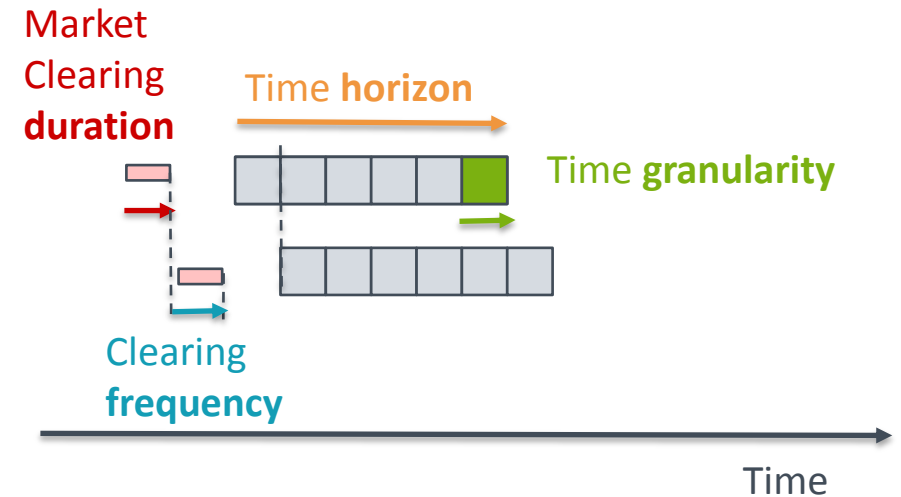 Market
Clearing
duration
Time horizon
Time granularity
Clearing
frequency
Time